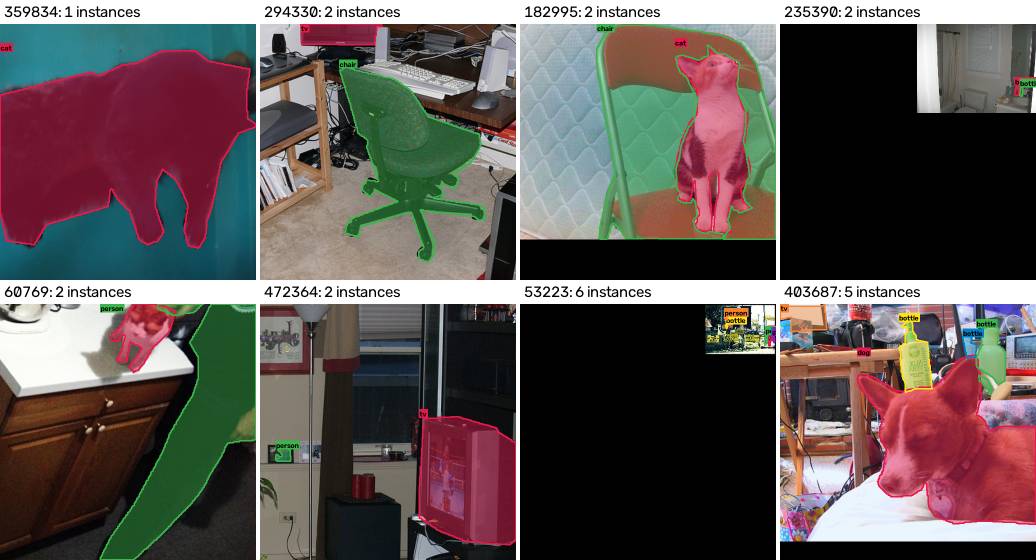 359834: 1 instances
294330: 2 instances
182995: 2 instances
235390: 2 instances
cat
tv
chair
chair
cat
b
bottl
60769: 2 instances
472364: 2 instances
53223: 6 instances
403687: 5 instances
person
person
tv
person
bottle
tv
bottle
bottle
bottle
dog